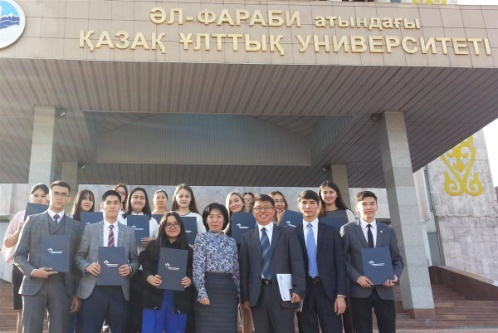 ӘЛ-ФАРАБИ атындағы
ҚАЗАҚ ҰЛТТЫҚ УНИВЕРСИТЕТІ